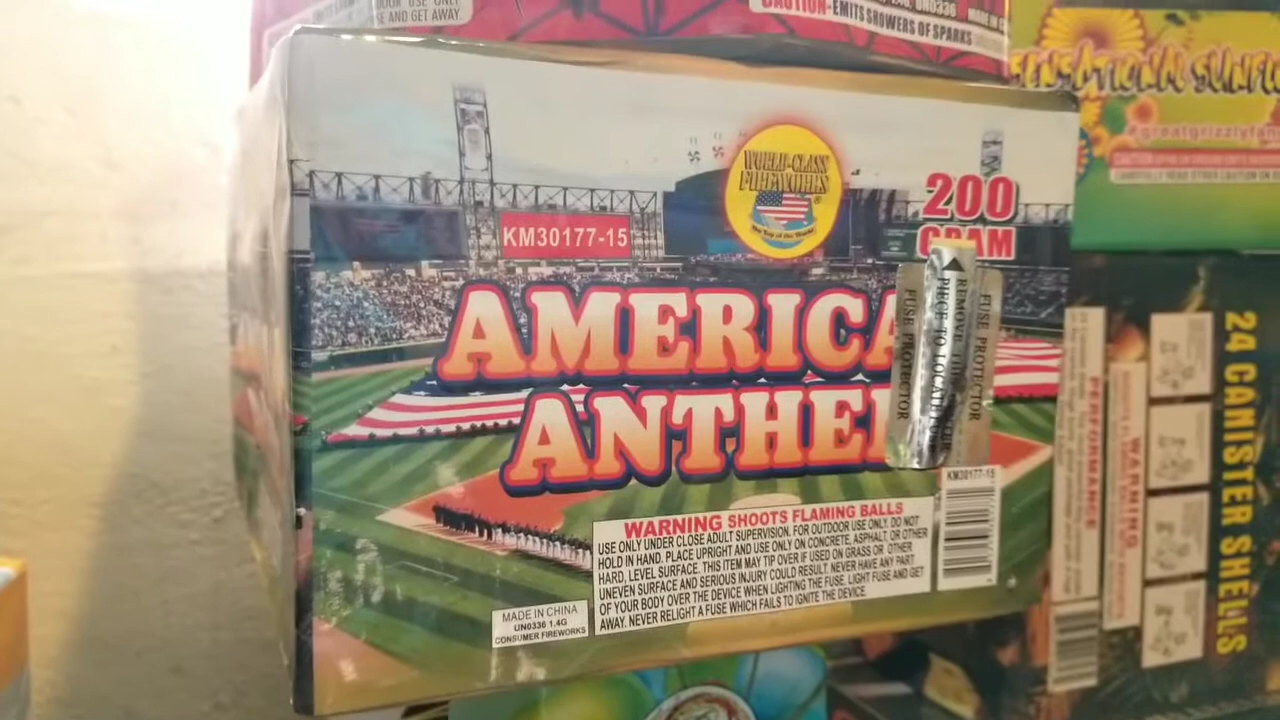 E AND GET AWAY.
CAUTION-EMITS SHOWERS OF SPARKS
SENSATIONAL SUNFL
#greatgrizzlyfan
WORLD-CLASS
FIREWORKS
®
200
GRAM
KM30177-15
AMERICA
ANTHE
FUSE PROTECTOR
REMOVE
PIECE TO LOCATE
FUSE PROTECTOR
KM30177-15
WARNING SHOOTS FLAMING BALLS
USE ONLY UNDER CLOSE ADULT SUPERVISION. FOR OUTDOOR USE ONLY. DO NOT
HOLD IN HAND. PLACE UPRIGHT AND USE ONLY ON CONCRETE, ASPHALT, OR OTHER
HARD, LEVEL SURFACE. THIS ITEM MAY TIP OVER IF USED ON GRASS OR OTHER
UNEVEN SURFACE AND SERIOUS INJURY COULD RESULT. NEVER HAVE ANY PART
OF YOUR BODY OVER THE DEVICE WHEN LIGHTING THE FUSE. LIGHT FUSE AND GET
AWAY. NEVER RELIGHT A FUSE WHICH FAILS TO IGNITE THE DEVICE.
MADE IN CHINA
UN0336 1.4G
CONSUMER FIREWORKS
PERFORMANCE
WARNING
24 CANISTER SHELLS